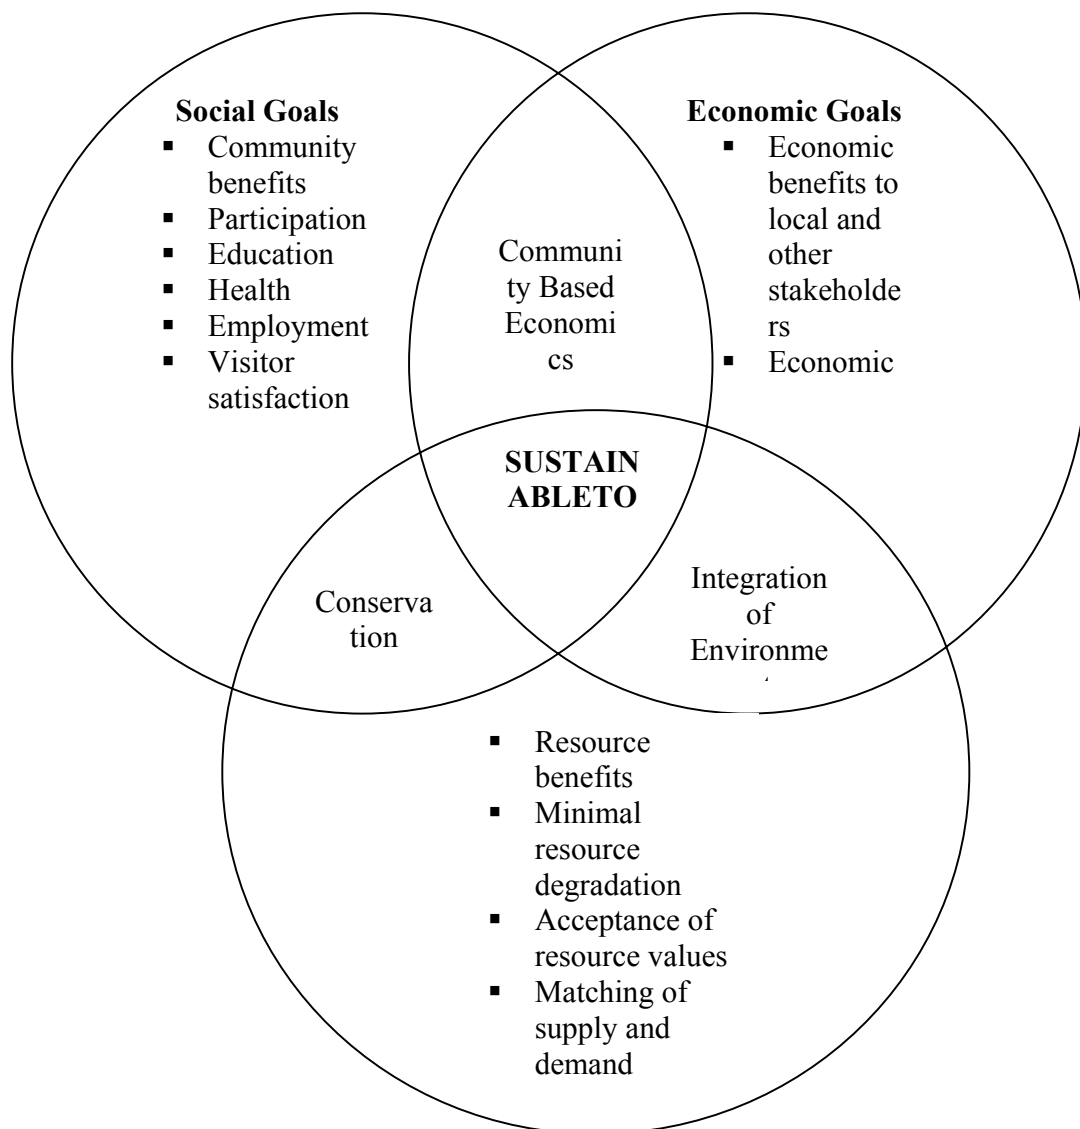 Social Goals
▪ Community
benefits
▪ Participation
▪ Education
▪ Health
▪ Employment
▪ Visitor
satisfaction
Economic Goals
▪ Economic
benefits to
local and
other
stakeholde
rs
▪ Economic
Communi
ty Based
Economi
cs
SUSTAIN
ABLETO
Conserva
tion
Integration
of
Environme
▪ Resource
benefits
▪ Minimal
resource
degradation
▪ Acceptance of
resource values
▪ Matching of
supply and
demand